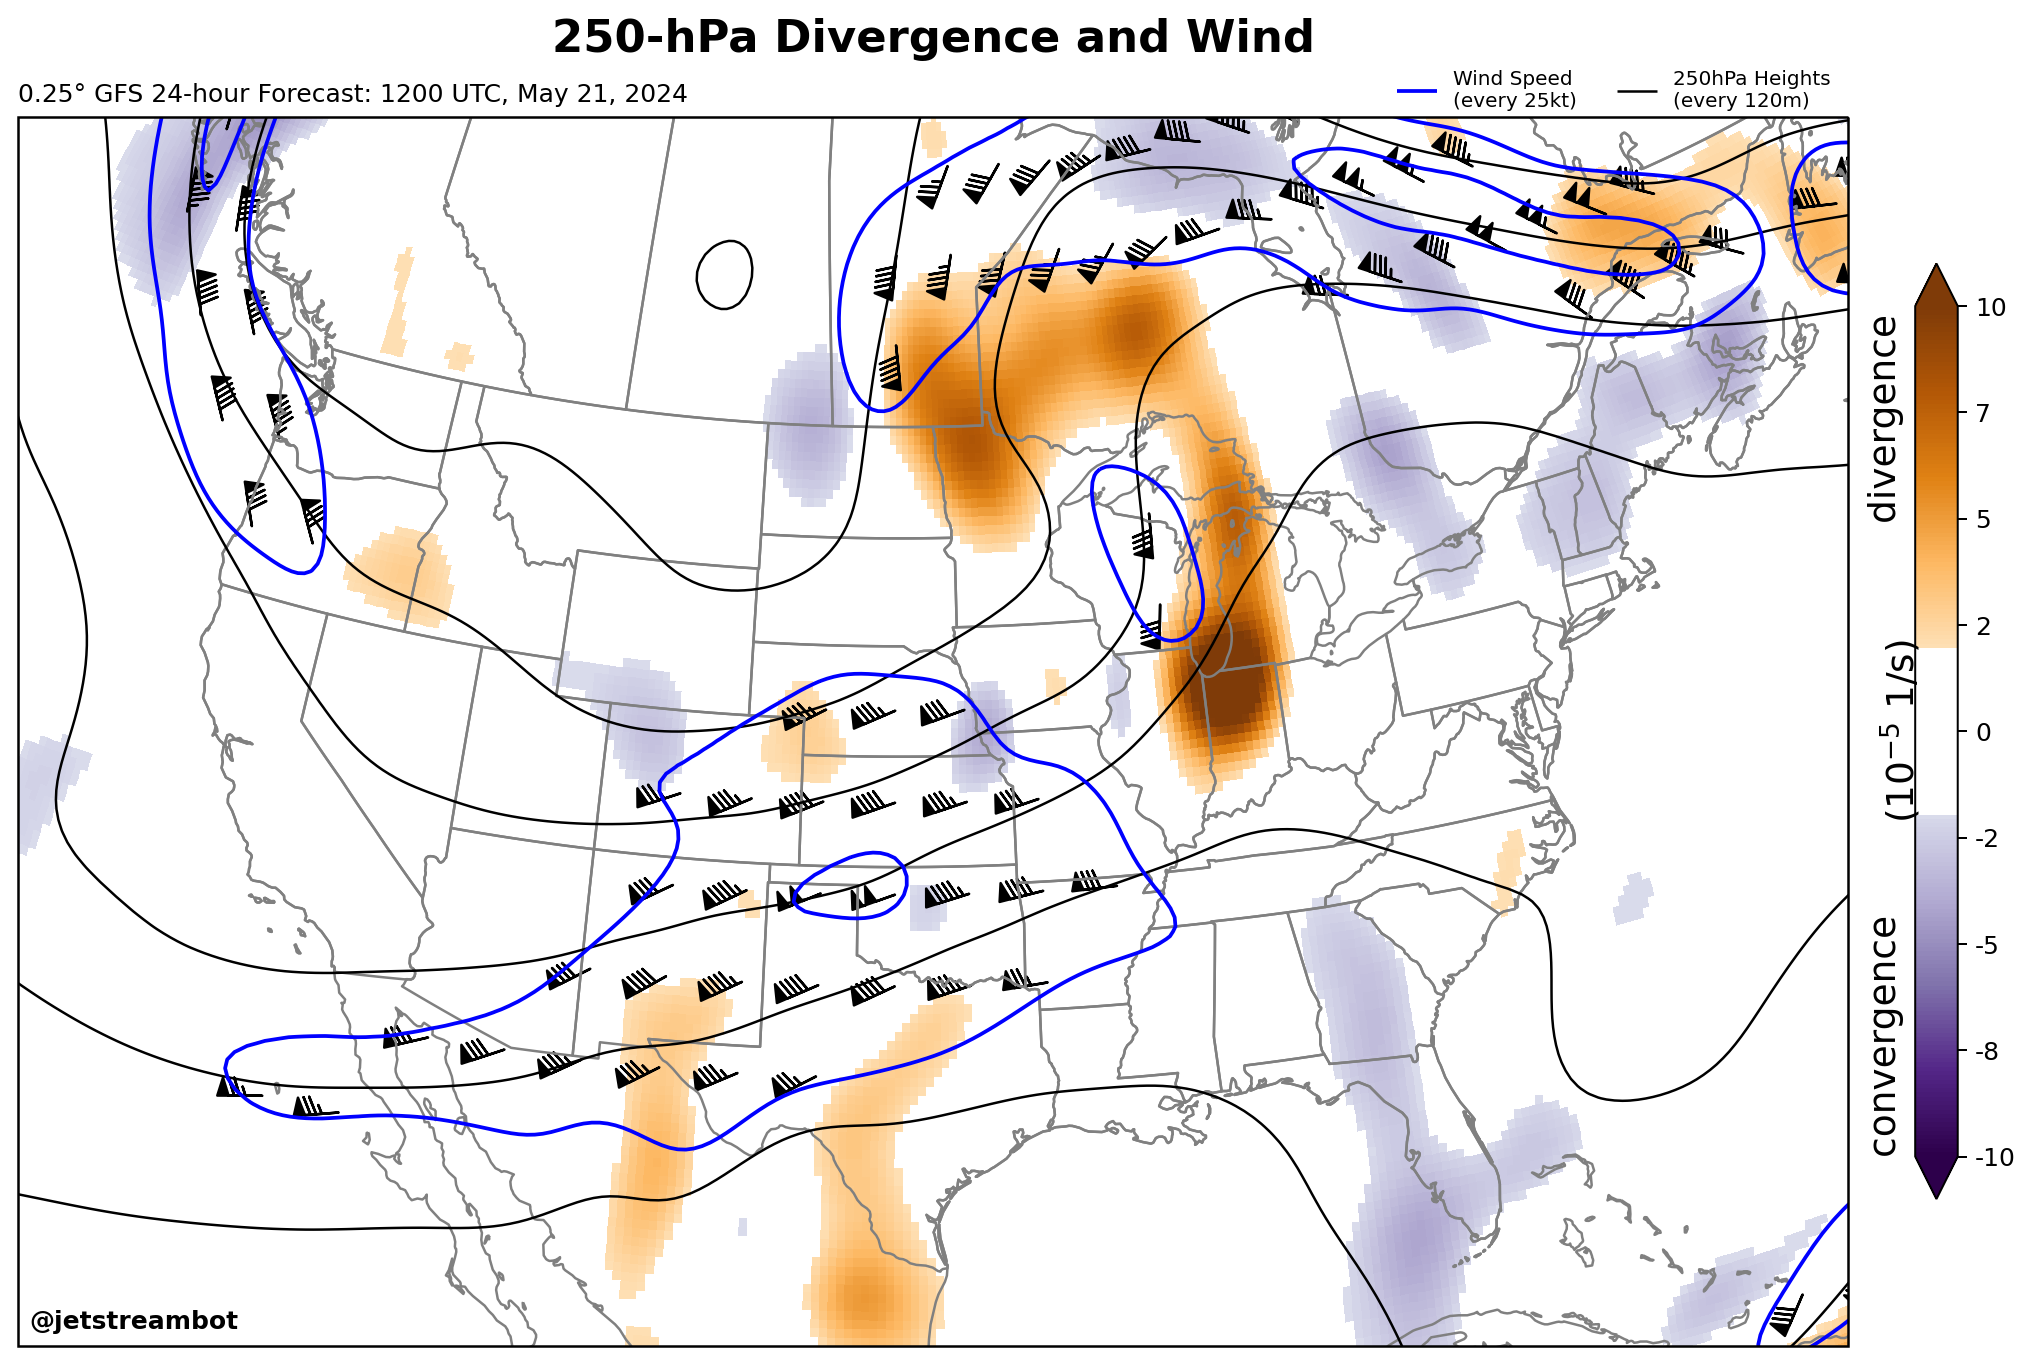 250-hPa Divergence and Wind
0.25° GFS 24-hour Forecast: 1200 UTC, May 21, 2024
Wind Speed
(every 25kt)
250hPa Heights
(every 120m)
10
7
5
2
0
-2
-5
-8
-10
divergence
(10⁻⁵ 1/s)
convergence
@jetstreambot